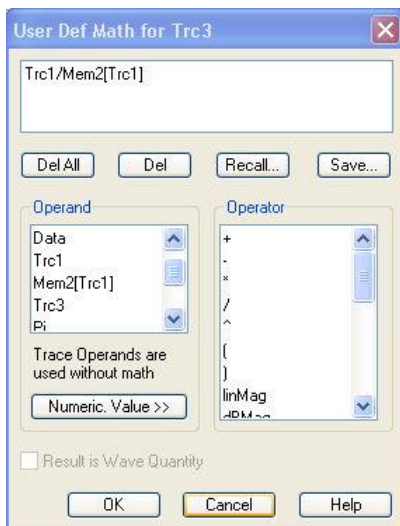 User Def Math for Trc3
Trc1/Mem2[Trc1]
Del All Del Recall... Save...
Operand
Data
Trc1
Mem2[Trc1]
Trc3
Pi
Trace Operands are
used without math
Numeric. Value >>
Operator
+
-
*
/
^
(
)
linMag
dBMag
Result is Wave Quantity
OK Cancel Help